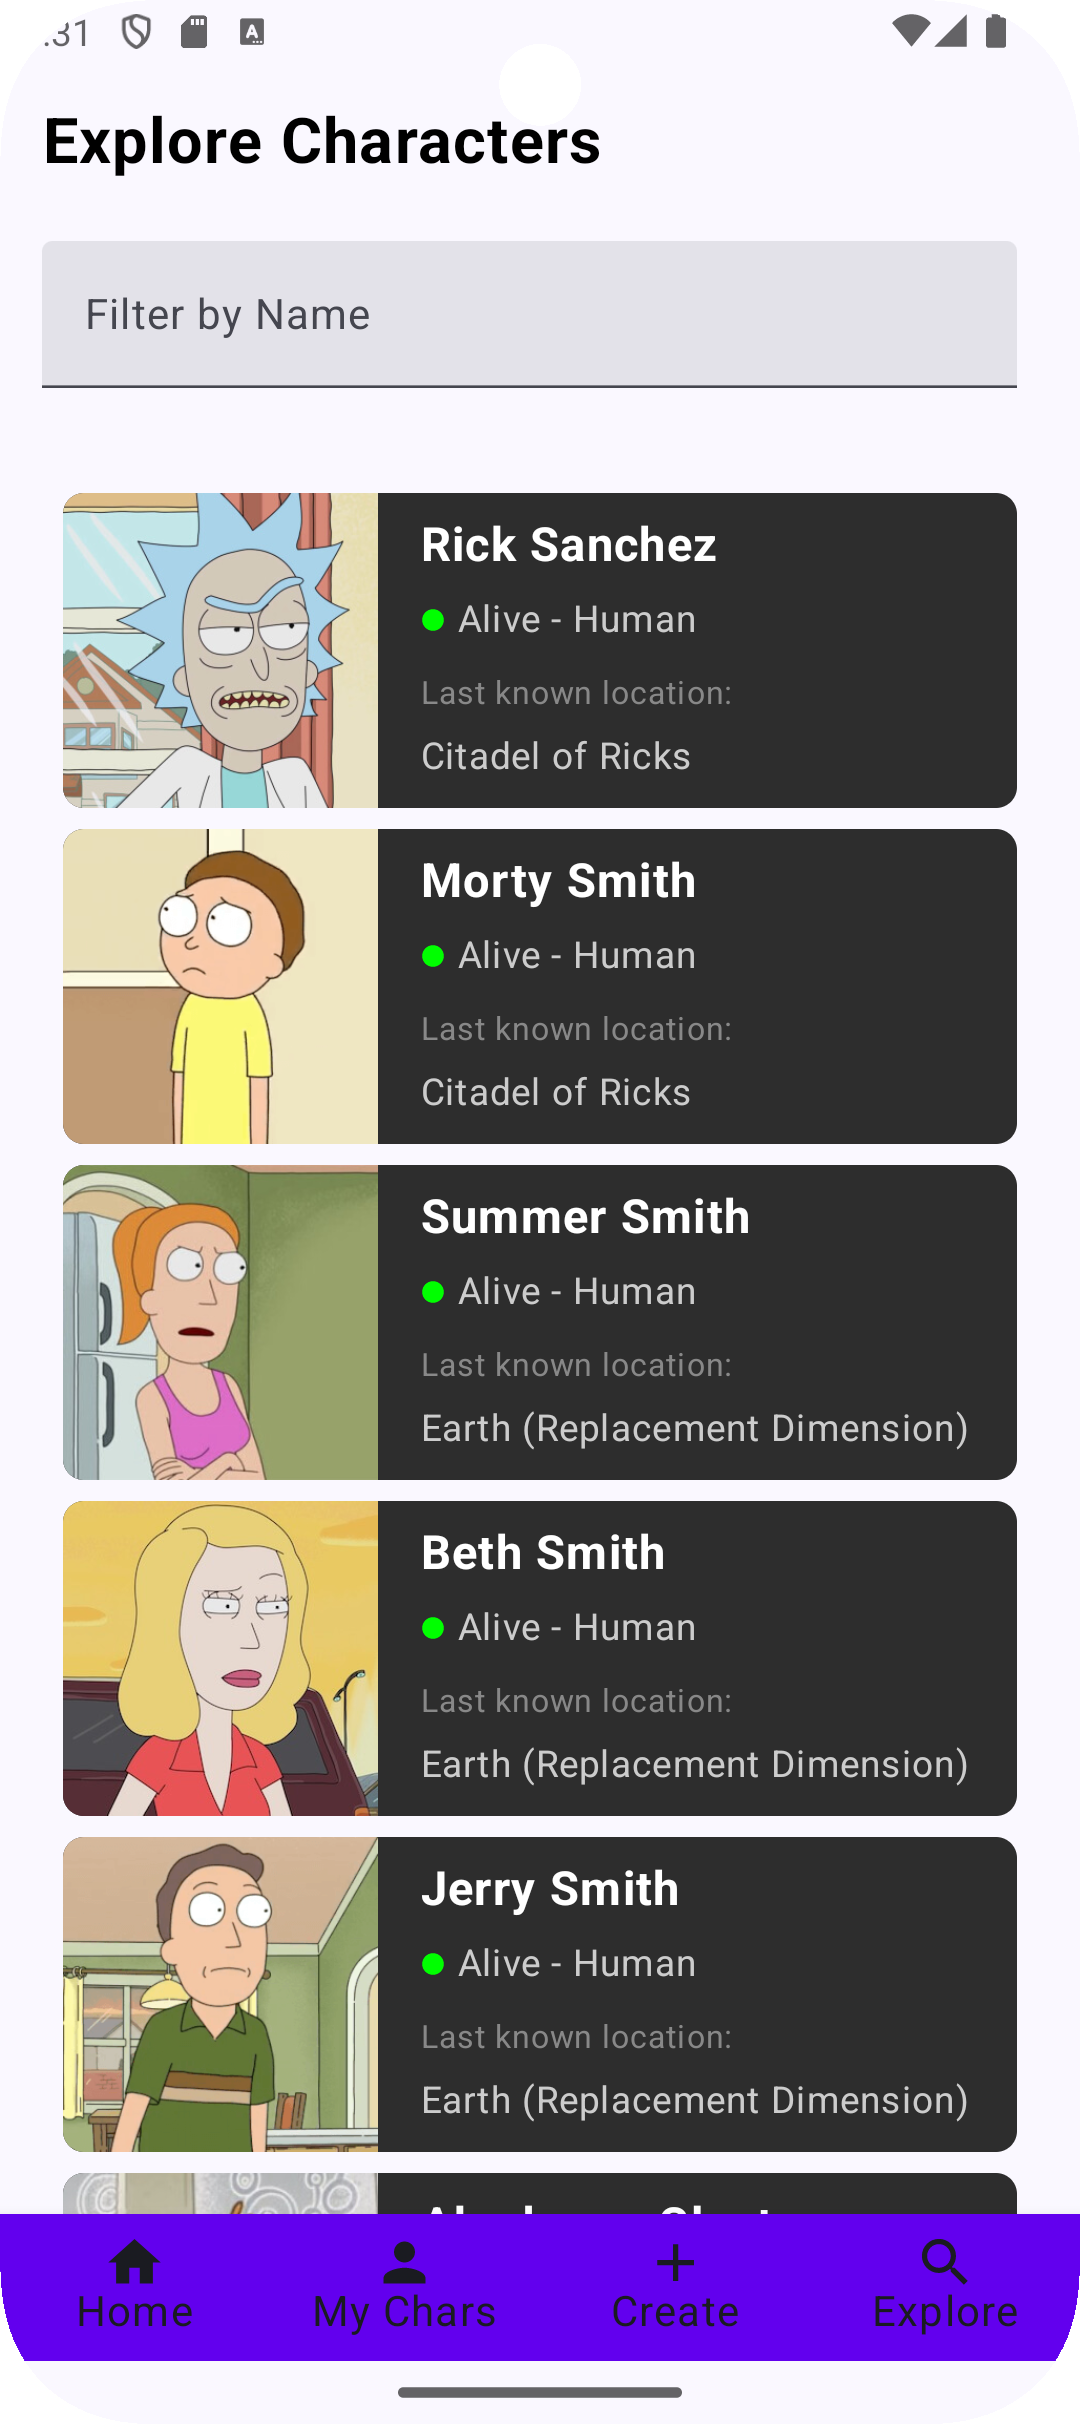 :31
Explore Characters
Filter by Name
Rick Sanchez
Alive - Human
Last known location:
Citadel of Ricks
Morty Smith
Alive - Human
Last known location:
Citadel of Ricks
Summer Smith
Alive - Human
Last known location:
Earth (Replacement Dimension)
Beth Smith
Alive - Human
Last known location:
Earth (Replacement Dimension)
Jerry Smith
Alive - Human
Last known location:
Earth (Replacement Dimension)
Home
My Chars
Create
Explore